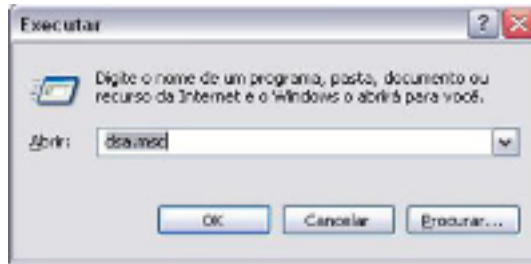 Executar
Digite o nome de um programa, pasta, documento ou
recurso da Internet e o Windows o abrirá para você.
Abrir:
dsa.msc
OK
Cancelar
Procurar...